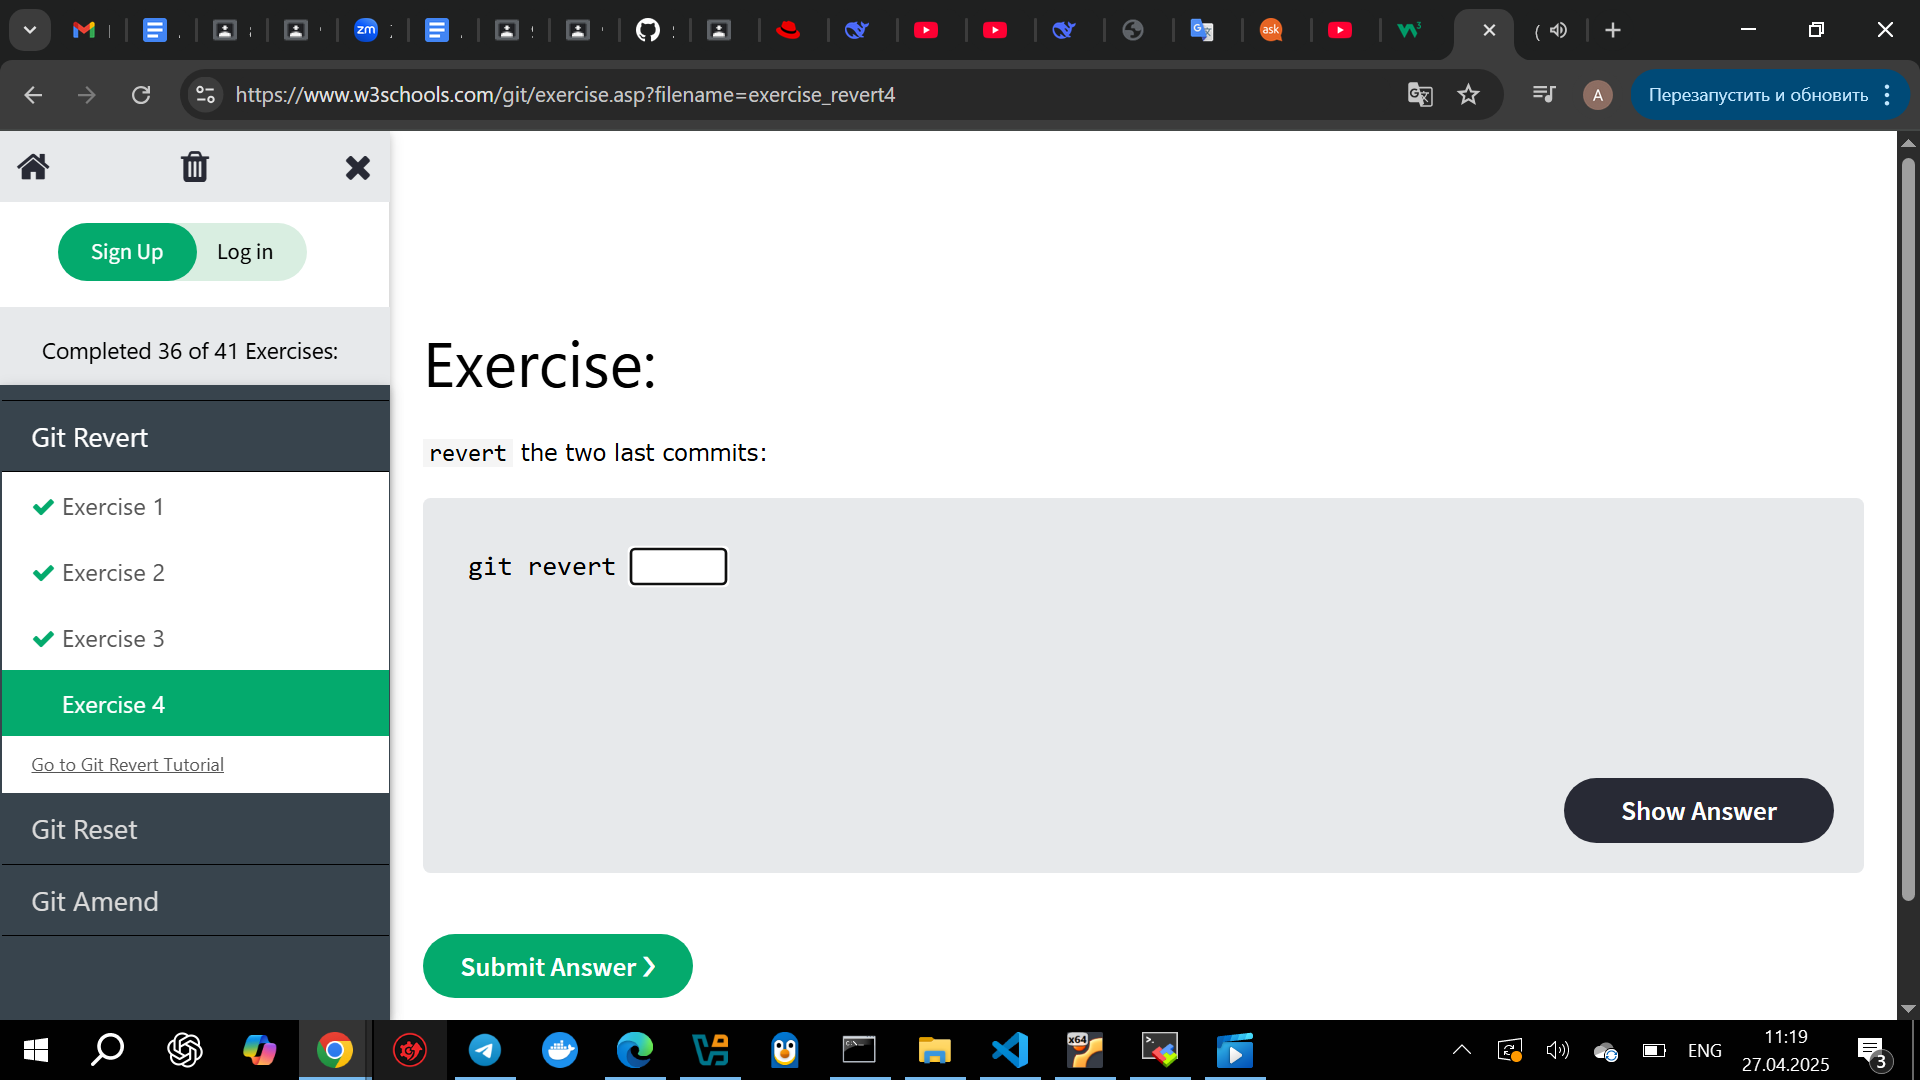 https://www.w3schools.com/git/exercise.asp?filename=exercise_revert4
A
Перезапустить и обновить
Sign Up
Log in
Completed 36 of 41 Exercises:
Git Revert
Exercise 1
Exercise 2
Exercise 3
Exercise 4
Go to Git Revert Tutorial
Git Reset
Git Amend
Exercise:
revert the two last commits:
git revert
Show Answer
Submit Answer ❯
ENG
11:19
27.04.2025
3